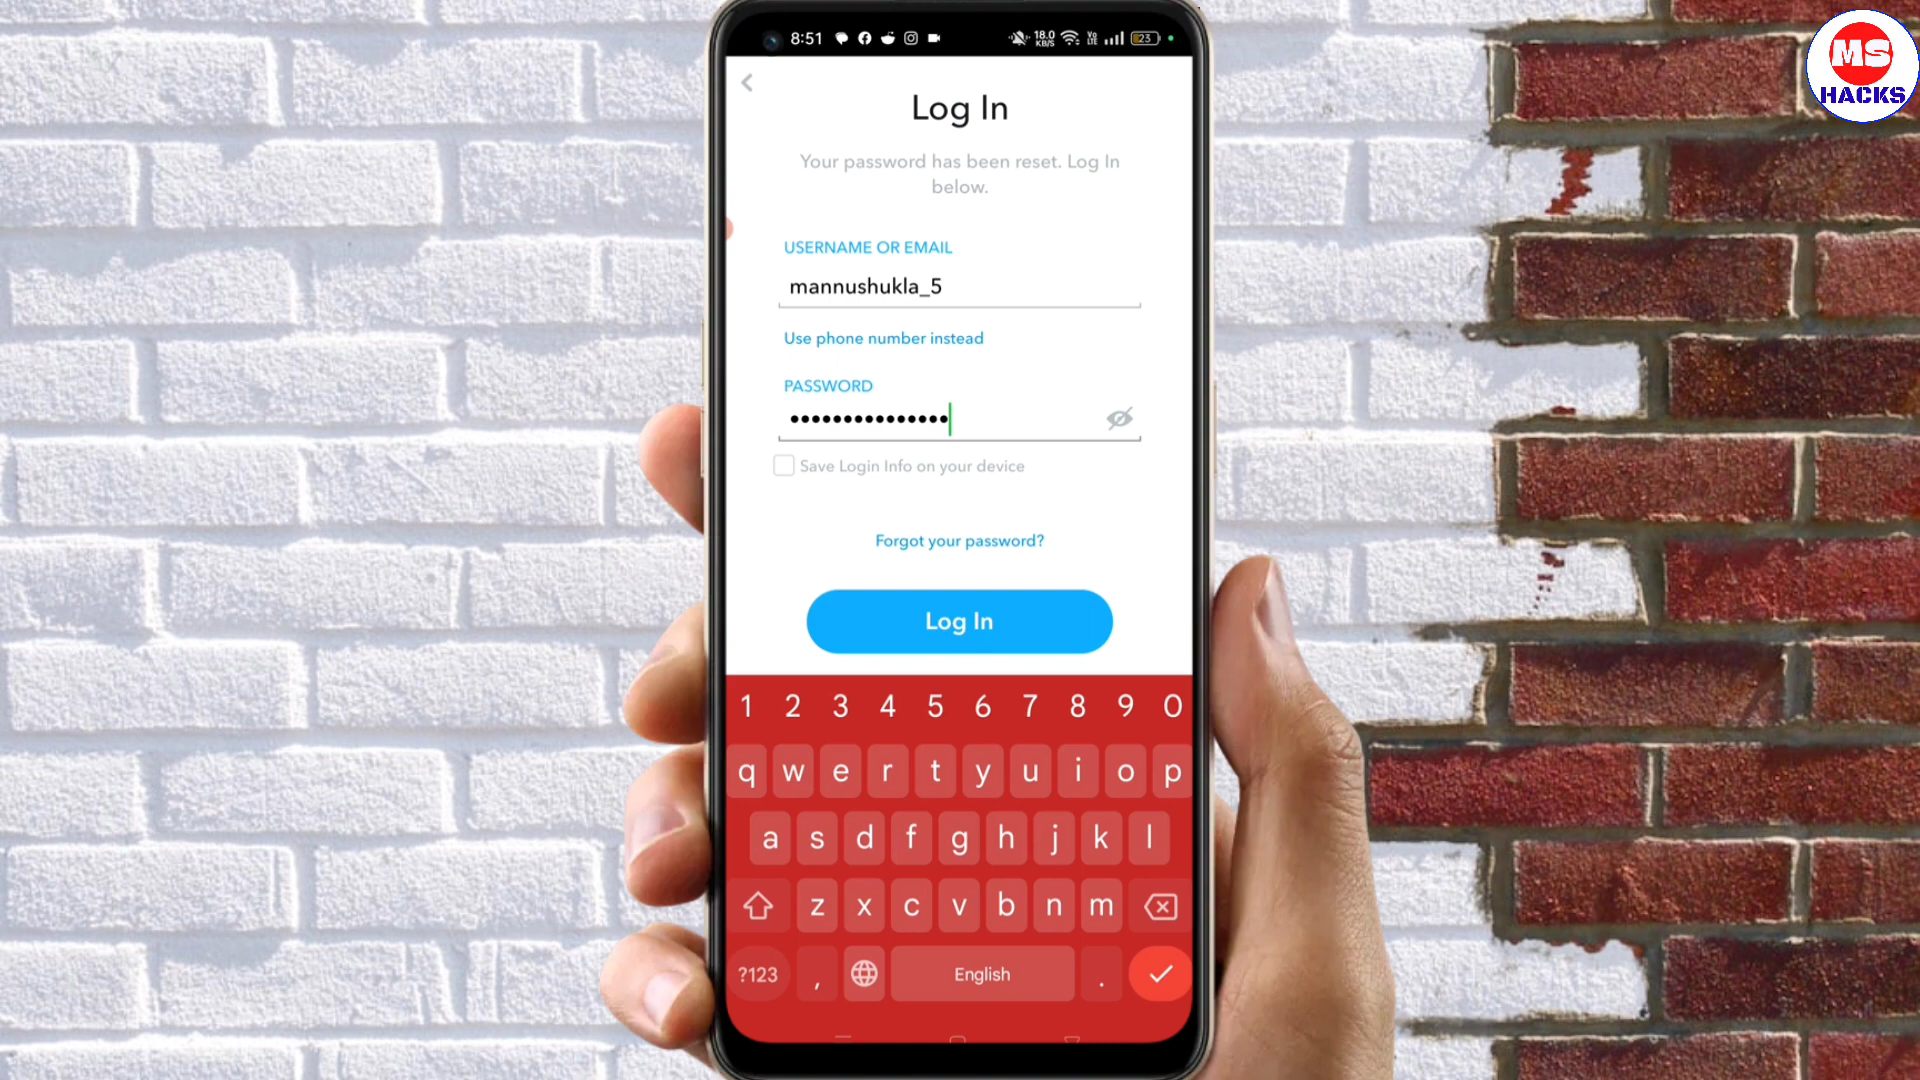 8:51
18.0
KB/S
Vo
LTE
23
MS
HACKS
Log In
Your password has been reset. Log In
below.
USERNAME OR EMAIL
mannushukla_5
Use phone number instead
PASSWORD
•••••••••••••••
Save Login Info on your device
Forgot your password?
Log In
1 2 3 4 5 6 7 8 9 0
q w e r t y u i o p
a s d f g h j k l
z x c v b n m
?123 , English .